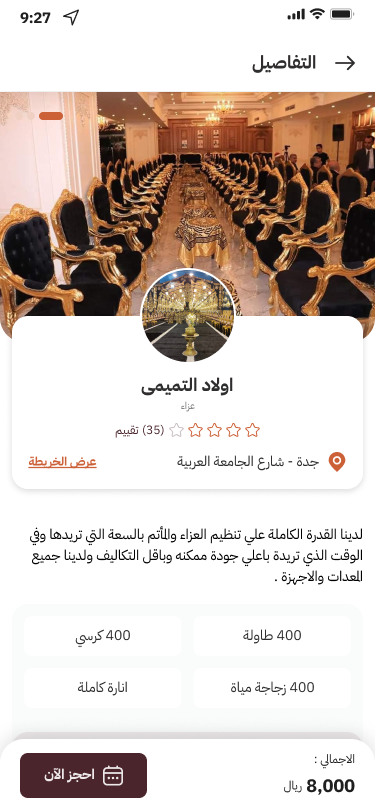 9:27
التفاصيل
اولاد التميمى
عزاء
(35) تقييم
جدة - شارع الجامعة العربية
عرض الخريطة
لدينا القدرة الكاملة علي تنظيم العزاء والمأتم بالسعة التي تريدها وفي
الوقت الذي تريدة باعلي جودة ممكنه وباقل التكاليف ولدينا جميع
المعدات والاجهزة .
400 طاولة
400 كرسي
400 زجاجة مياة
انارة كاملة
الاجمالي :
8,000 ريال
احجز الآن